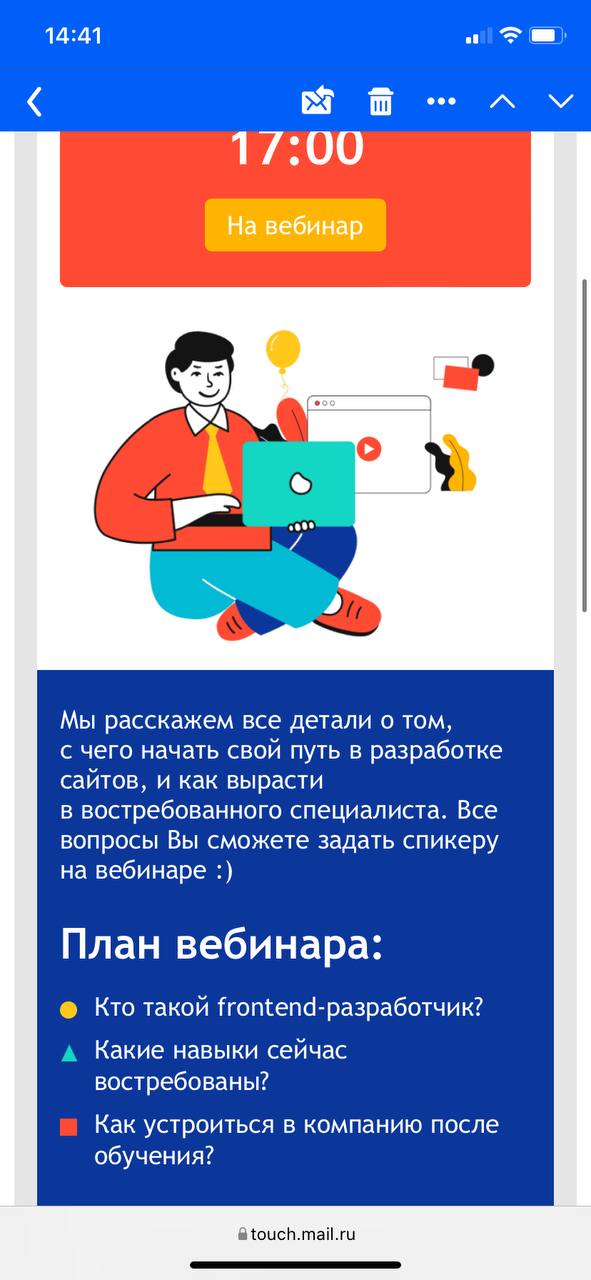 14:41
17:00
На вебинар
Мы расскажем все детали о том,
с чего начать свой путь в разработке
сайтов, и как вырасти
в востребованного специалиста. Все
вопросы Вы сможете задать спикеру
на вебинаре :)
План вебинара:
Кто такой frontend-разработчик?
Какие навыки сейчас
востребованы?
Как устроиться в компанию после
обучения?
touch.mail.ru